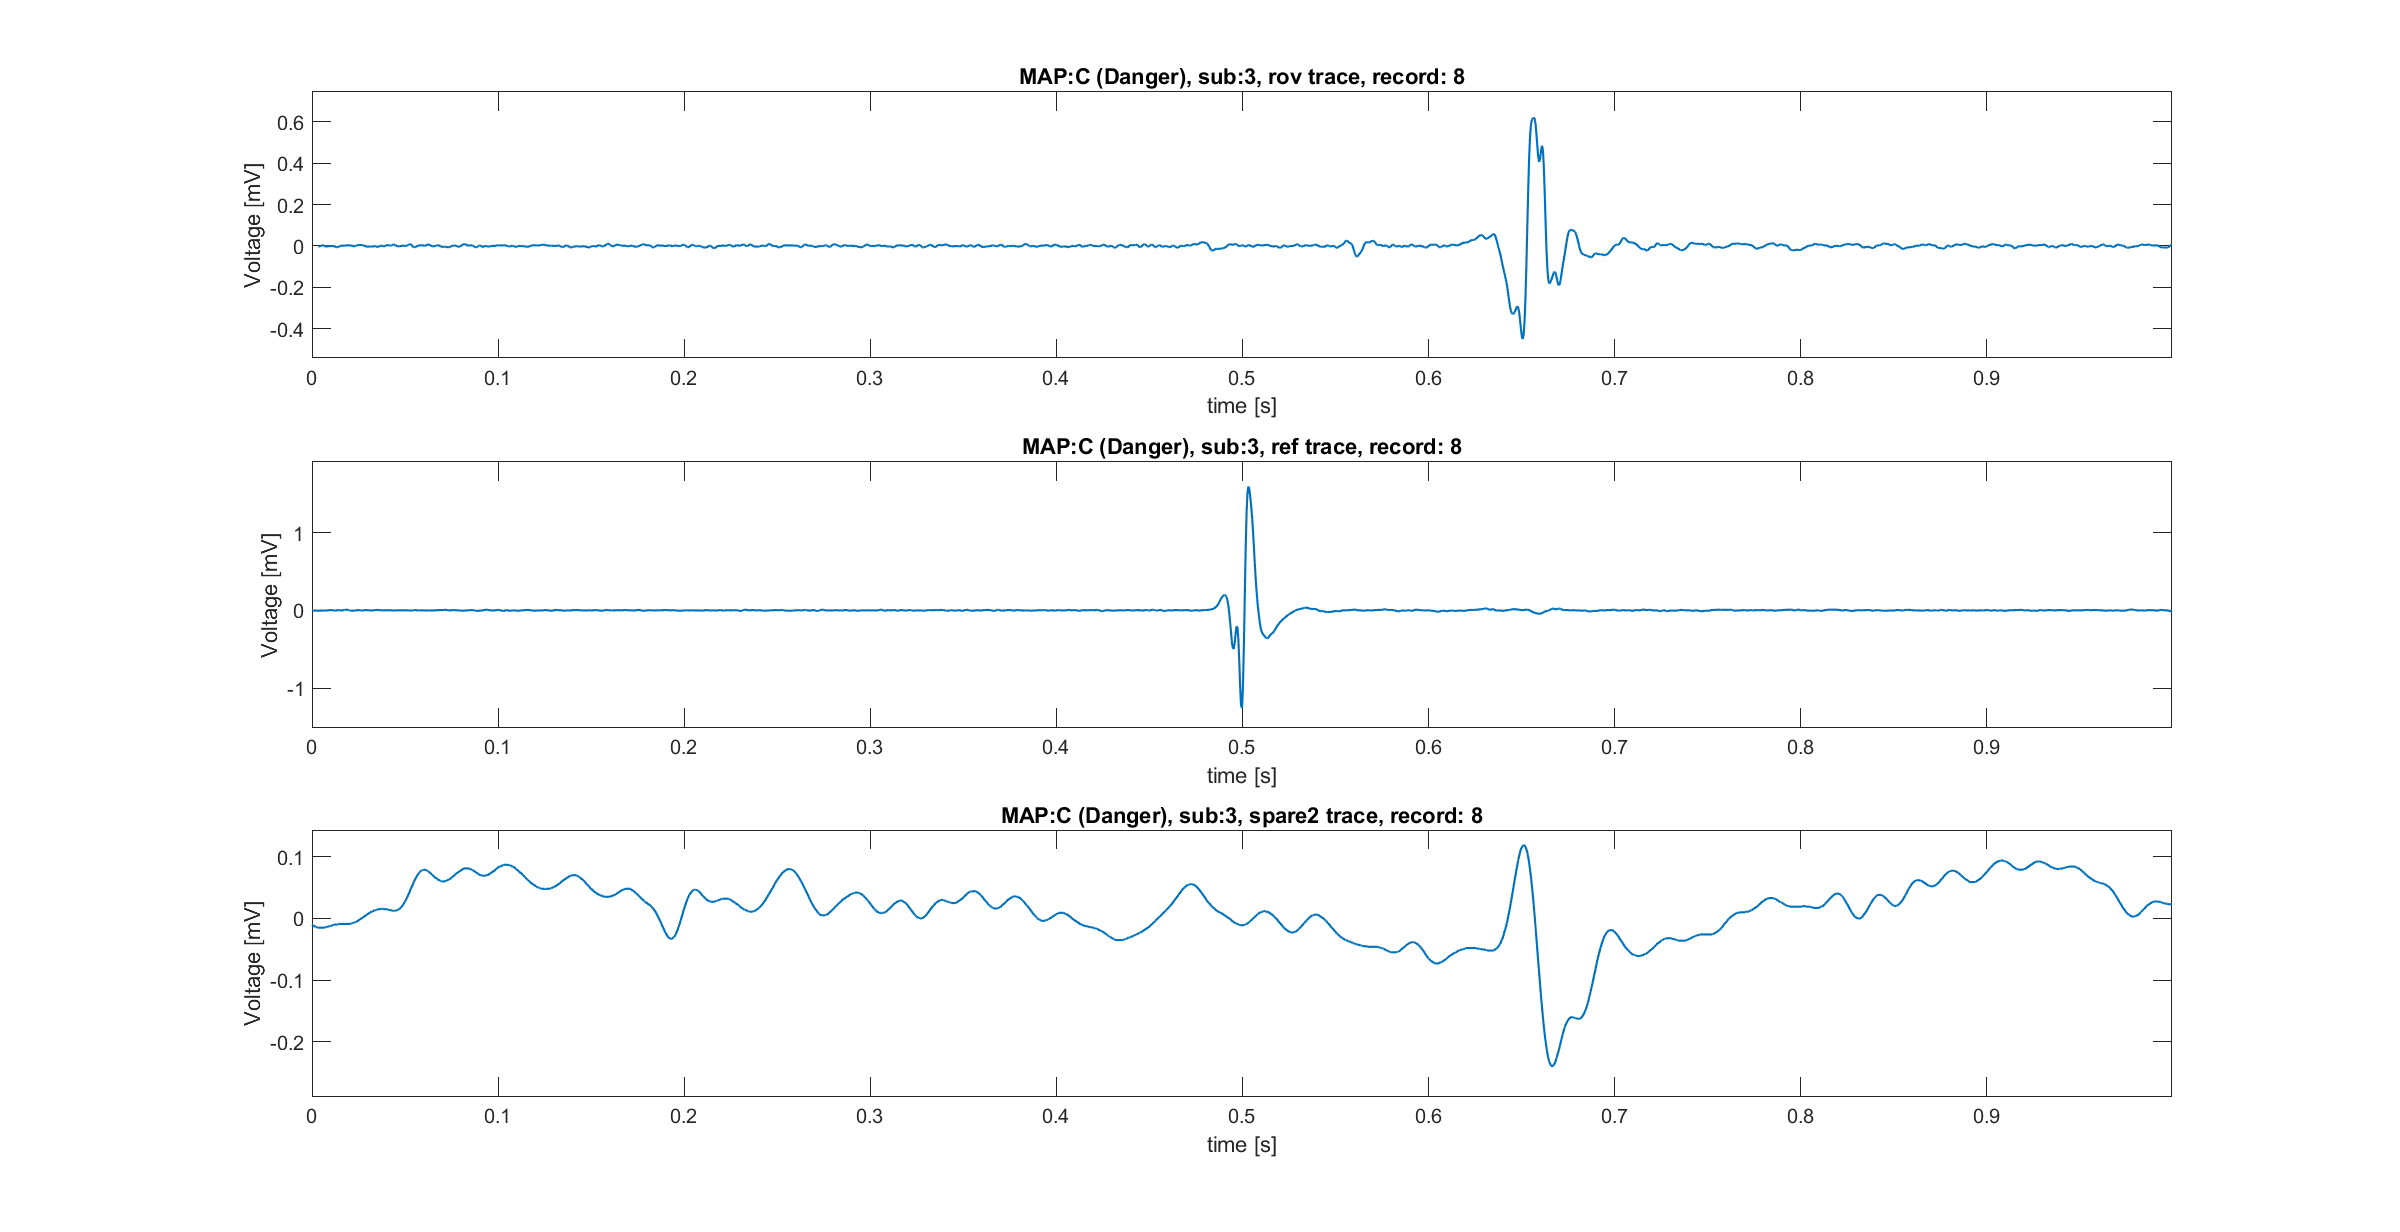 MAP:C (Danger), sub:3, rov trace, record: 8
Voltage [mV]
0.6
0.4
0.2
0
-0.2
-0.4
0 0.1 0.2 0.3 0.4 0.5 0.6 0.7 0.8 0.9
time [s]
MAP:C (Danger), sub:3, ref trace, record: 8
Voltage [mV]
1
0
-1
0 0.1 0.2 0.3 0.4 0.5 0.6 0.7 0.8 0.9
time [s]
MAP:C (Danger), sub:3, spare2 trace, record: 8
Voltage [mV]
0.1
0
-0.1
-0.2
0 0.1 0.2 0.3 0.4 0.5 0.6 0.7 0.8 0.9
time [s]